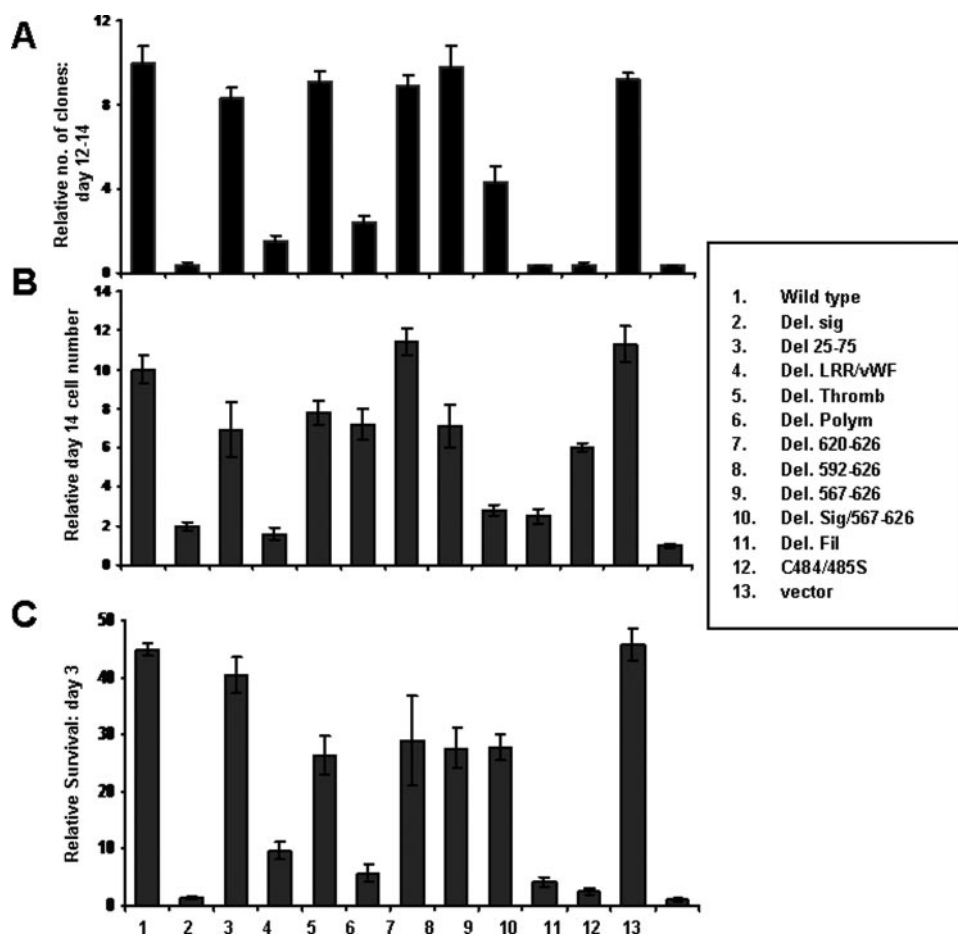 A
Relative no. of clones:
day 12-14
12
8
4
0
B
Relative day 14 cell number
14
12
10
8
6
4
2
0
C
Relative Survival: day 3
50
40
30
20
10
0
1 2 3 4 5 6 7 8 9 10 11 12 13
1. Wild type
2. Del. sig
3. Del 25-75
4. Del. LRR/vWF
5. Del. Thromb
6. Del. Polym
7. Del. 620-626
8. Del. 592-626
9. Del. 567-626
10. Del. Sig/567-626
11. Del. Fil
12. C484/485S
13. vector